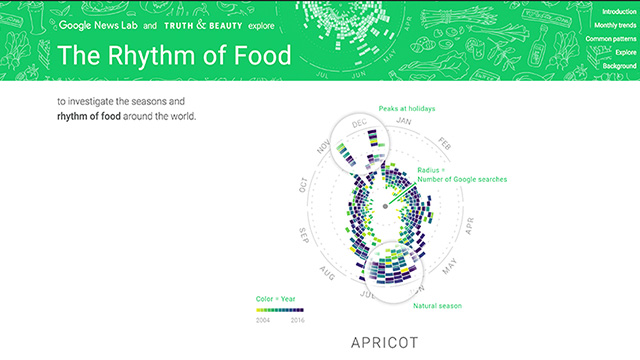 Google News Lab and TRUTH & BEAUTY explore
The Rhythm of Food
Introduction
Monthly trends
Common patterns
Explore
Background
APR
MAY
JUN
JUL
to investigate the seasons and
rhythm of food around the world.
Peaks at holidays
NOV
DEC
JAN
FEB
Radius =
Number of Google searches
OCT
SEP
APR
AUG
MAY
JUL
UN
Natural season
Color = Year
2004
2016
APRICOT